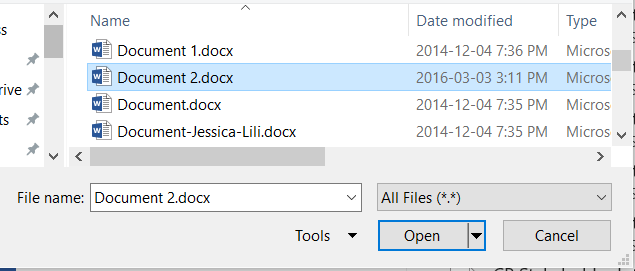 Name Date modified Type
ss Document 1.docx 2014-12-04 7:36 PM Micros
Document 2.docx 2016-03-03 3:11 PM Micros
rive Document.docx 2014-12-04 7:35 PM Micros
ts Document-Jessica-Lili.docx 2014-12-04 7:35 PM Micros
File name: Document 2.docx All Files (*.*)
Tools Open Cancel